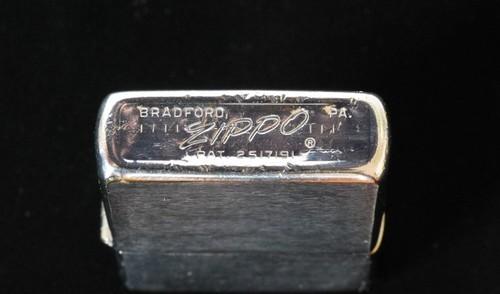 BRADFORD, PA.
ZIPPO ®
PAT. 2517191